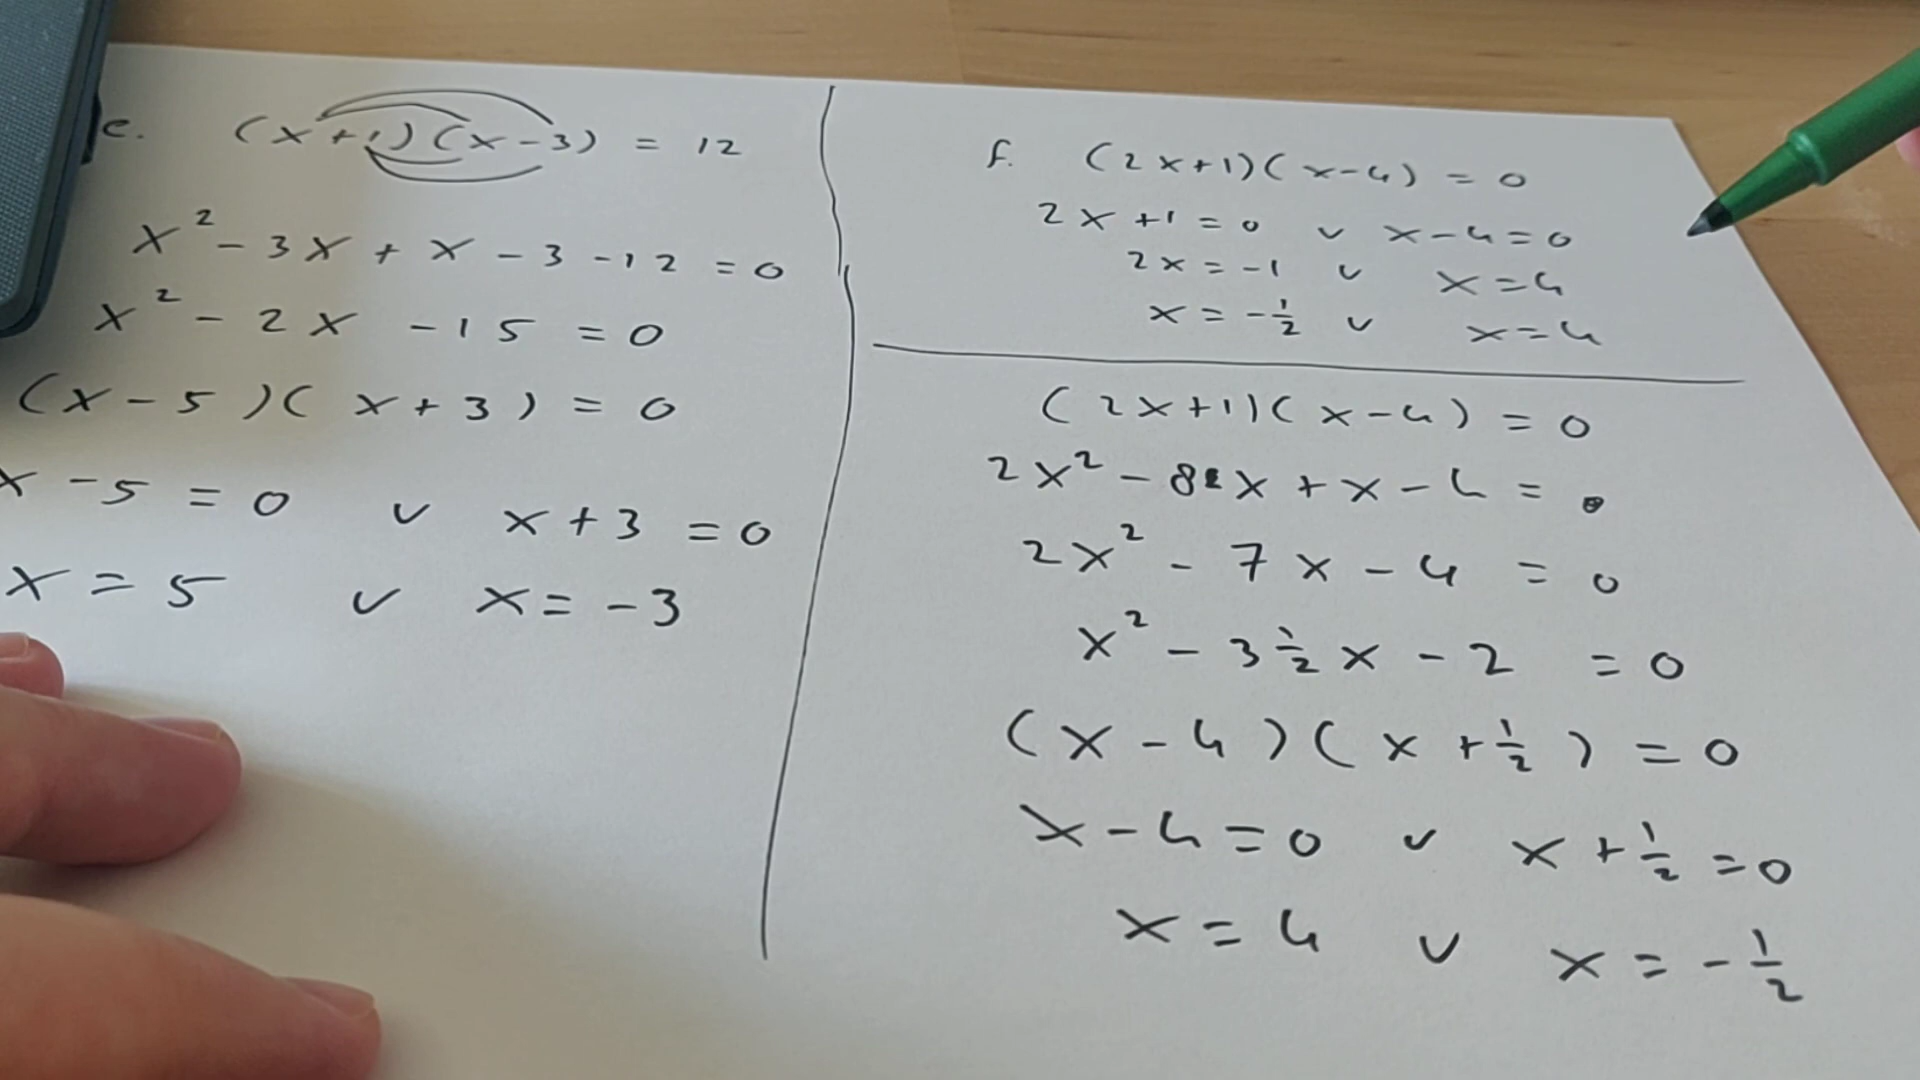 e. (x+1)(x-3) = 12
x² - 3x + x - 3 - 12 = 0
x² - 2x - 15 = 0
(x - 5)(x + 3) = 0
x - 5 = 0 v x + 3 = 0
x = 5 v x = -3
f. (2x+1)(x-4) = 0
2x+1 = 0 v x-4 = 0
2x = -1 v x = 4
x = -½ v x = 4
(2x+1)(x-4) = 0
2x² - 8x + x - 4 = 0
2x² - 7x - 4 = 0
x² - 3½x - 2 = 0
(x - 4)(x + ½) = 0
x - 4 = 0 v x + ½ = 0
x = 4 v x = -½